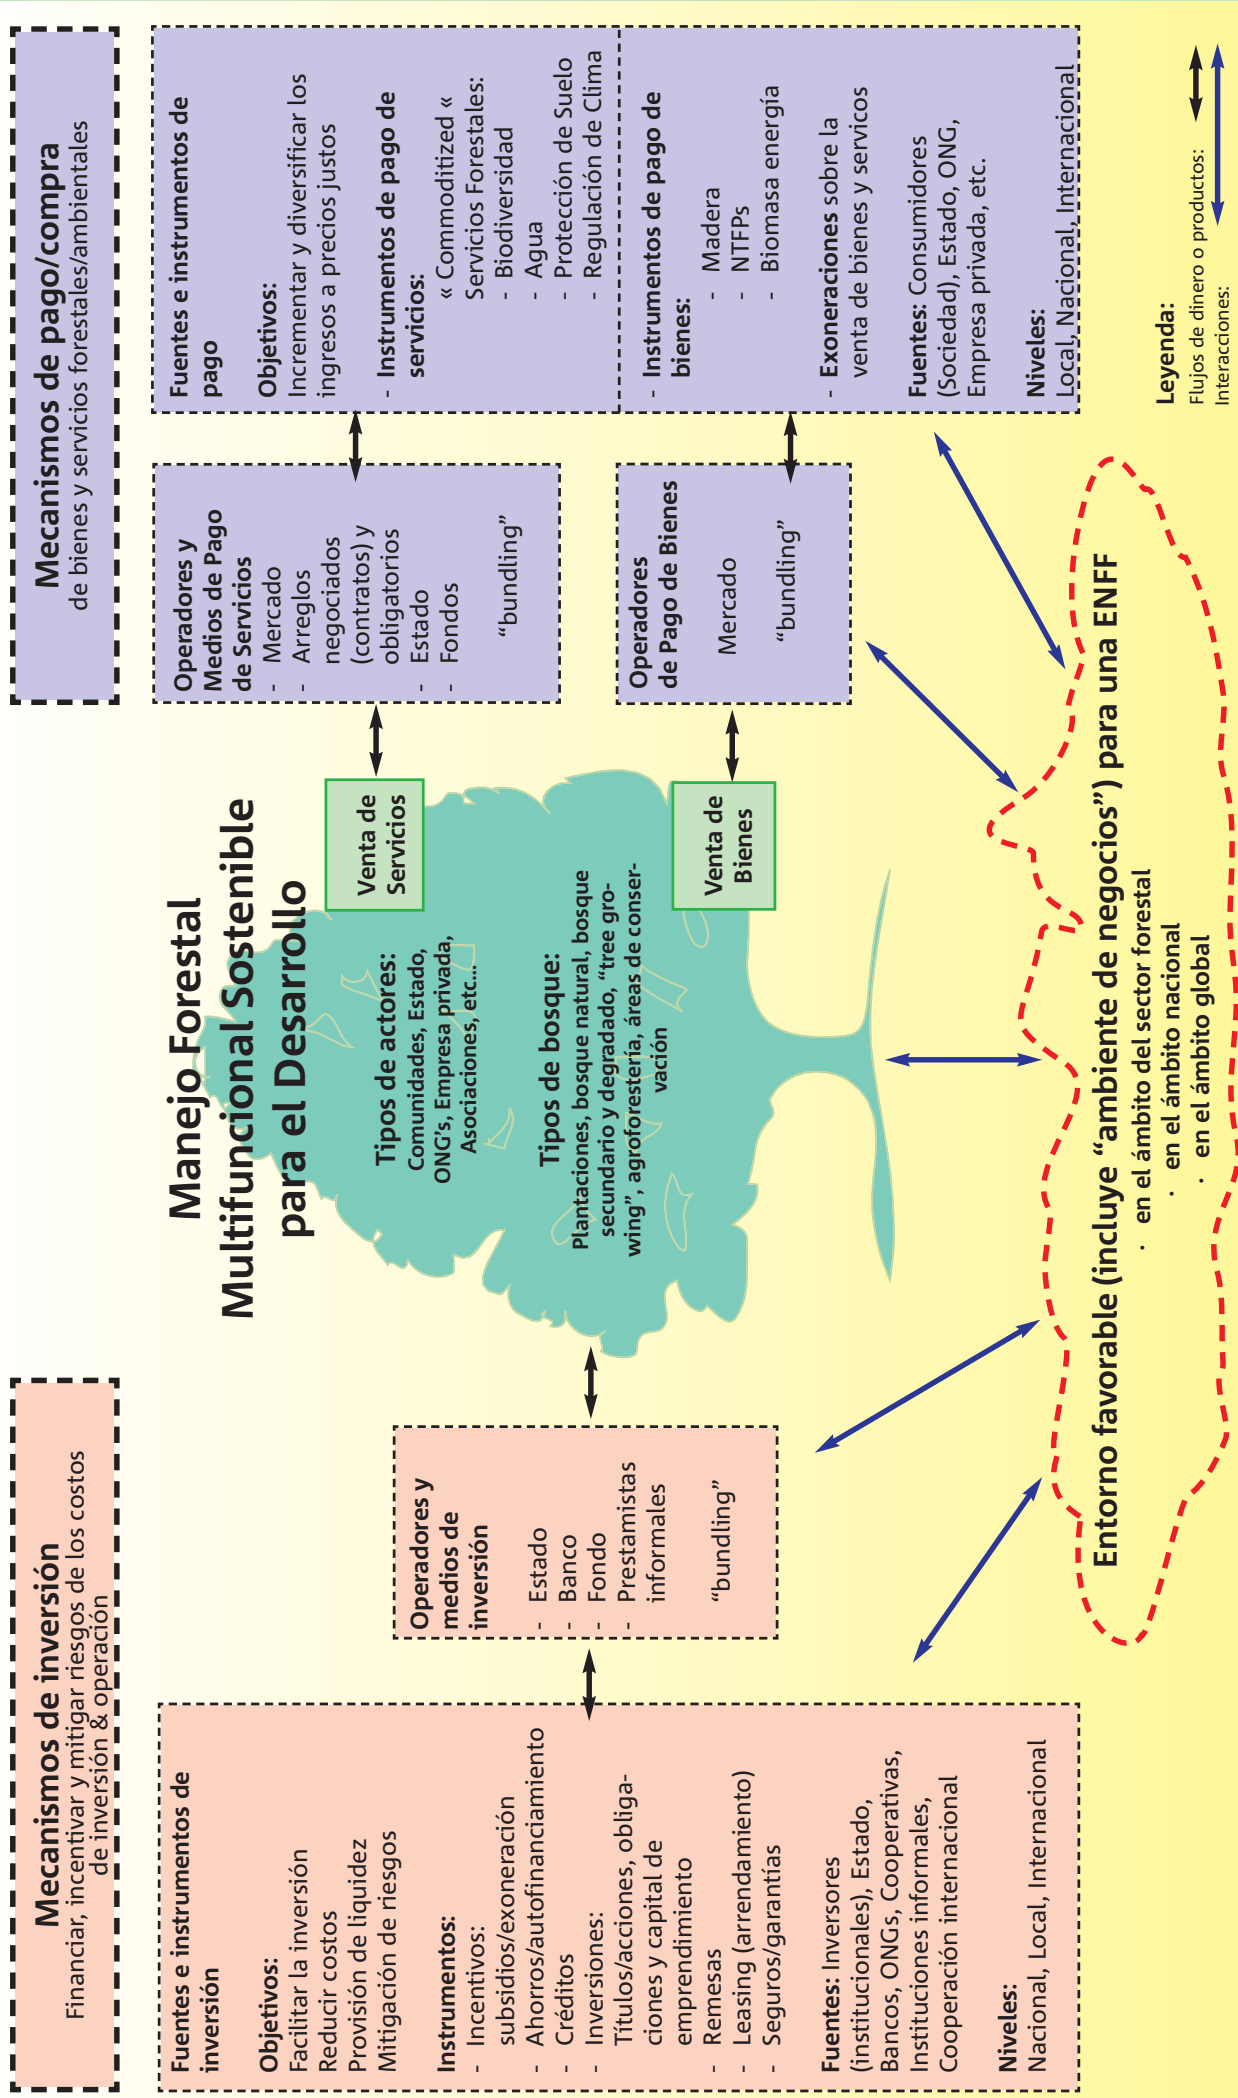 Mecanismos de inversión
Financiar, incentivar y mitigar riesgos de los costos
de inversión & operación
Fuentes e instrumentos de
inversión
Objetivos:
Facilitar la inversión
Reducir costos
Provisión de liquidez
Mitigación de riesgos
Instrumentos:
- Incentivos:
subsidios/exoneración
- Ahorros/autofinanciamiento
- Créditos
- Inversiones:
Títulos/acciones, obliga-
ciones y capital de
emprendimiento
- Remesas
- Leasing (arrendamiento)
- Seguros/garantías
Fuentes: Inversores
(institucionales), Estado,
Bancos, ONGs, Cooperativas,
Instituciones informales,
Cooperación internacional
Niveles:
Nacional, Local, Internacional
Operadores y
medios de
inversión
- Estado
- Banco
- Fondo
- Prestamistas
informales
“bundling”
Manejo Forestal
Multifuncional Sostenible
para el Desarrollo
Tipos de actores:
Comunidades, Estado,
ONG's, Empresa privada,
Asociaciones, etc...
Tipos de bosque:
Plantaciones, bosque natural, bosque
secundario y degradado, “tree gro-
wing”, agroforestería, áreas de conser-
vación
Venta de
Servicios
Venta de
Bienes
Mecanismos de pago/compra
de bienes y servicios forestales/ambientales
Operadores y
Medios de Pago
de Servicios
- Mercado
- Arreglos
negociados
(contratos) y
obligatorios
- Estado
- Fondos
“bundling”
Operadores
de Pago de Bienes
Mercado
“bundling”
Fuentes e instrumentos de
pago
Objetivos:
Incrementar y diversificar los
ingresos a precios justos
- Instrumentos de pago de
servicios:
« Commoditized «
Servicios Forestales:
- Biodiversidad
- Agua
- Protección de Suelo
- Regulación de Clima
- Instrumentos de pago de
bienes:
- Madera
- NTFPs
- Biomasa energía
- Exoneraciones sobre la
venta de bienes y servicos
Fuentes: Consumidores
(Sociedad), Estado, ONG,
Empresa privada, etc.
Niveles:
Local, Nacional, Internacional
Entorno favorable (incluye “ambiente de negocios”) para una ENFF
· en el ámbito del sector forestal
· en el ámbito nacional
· en el ámbito global
Leyenda:
Flujos de dinero o productos:
Interacciones: